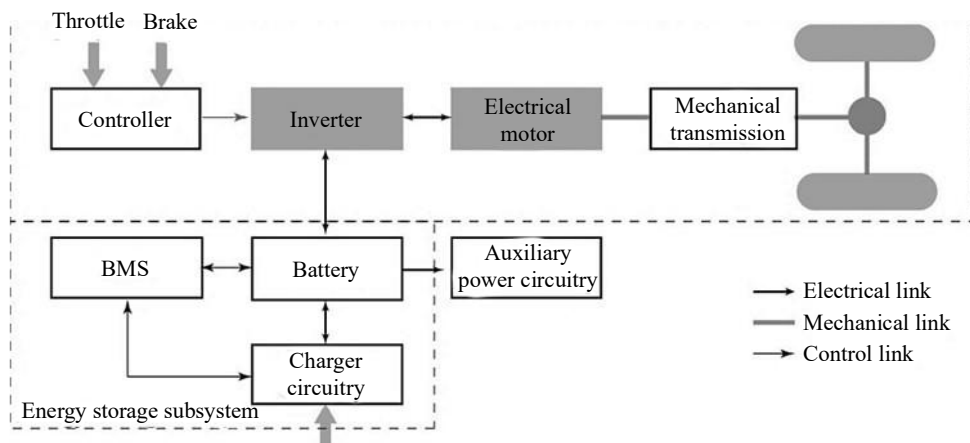 Throttle
Brake
Controller
Inverter
Electrical
motor
Mechanical
transmission
BMS
Battery
Auxiliary
power circuitry
Electrical link
Mechanical link
Control link
Charger
circuitry
Energy storage subsystem